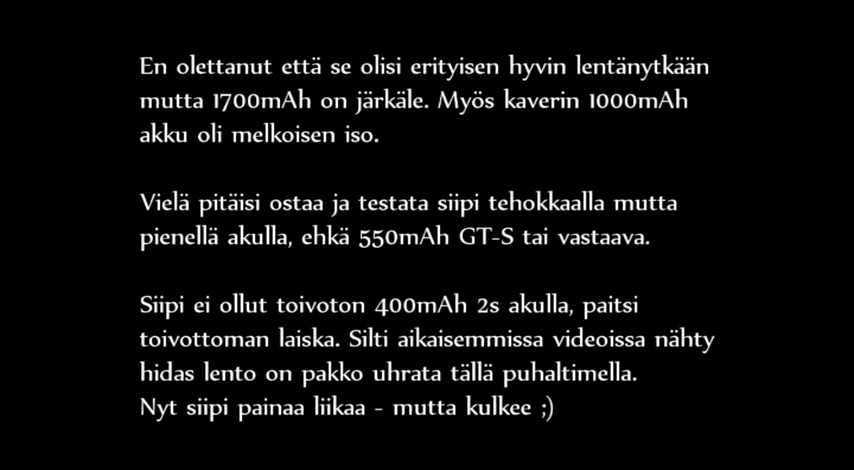 En olettanut että se olisi erityisen hyvin lentänytkään
mutta 1700mAh on järkäle. Myös kaverin 1000mAh
akku oli melkoisen iso.
Vielä pitäisi ostaa ja testata siipi tehokkaalla mutta
pienellä akulla, ehkä 550mAh GT-S tai vastaava.
Siipi ei ollut toivoton 400mAh 2s akulla, paitsi
toivottoman laiska. Silti aikaisemmissa videoissa nähty
hidas lento on pakko uhrata tällä puhaltimella.
Nyt siipi painaa liikaa - mutta kulkee ;)